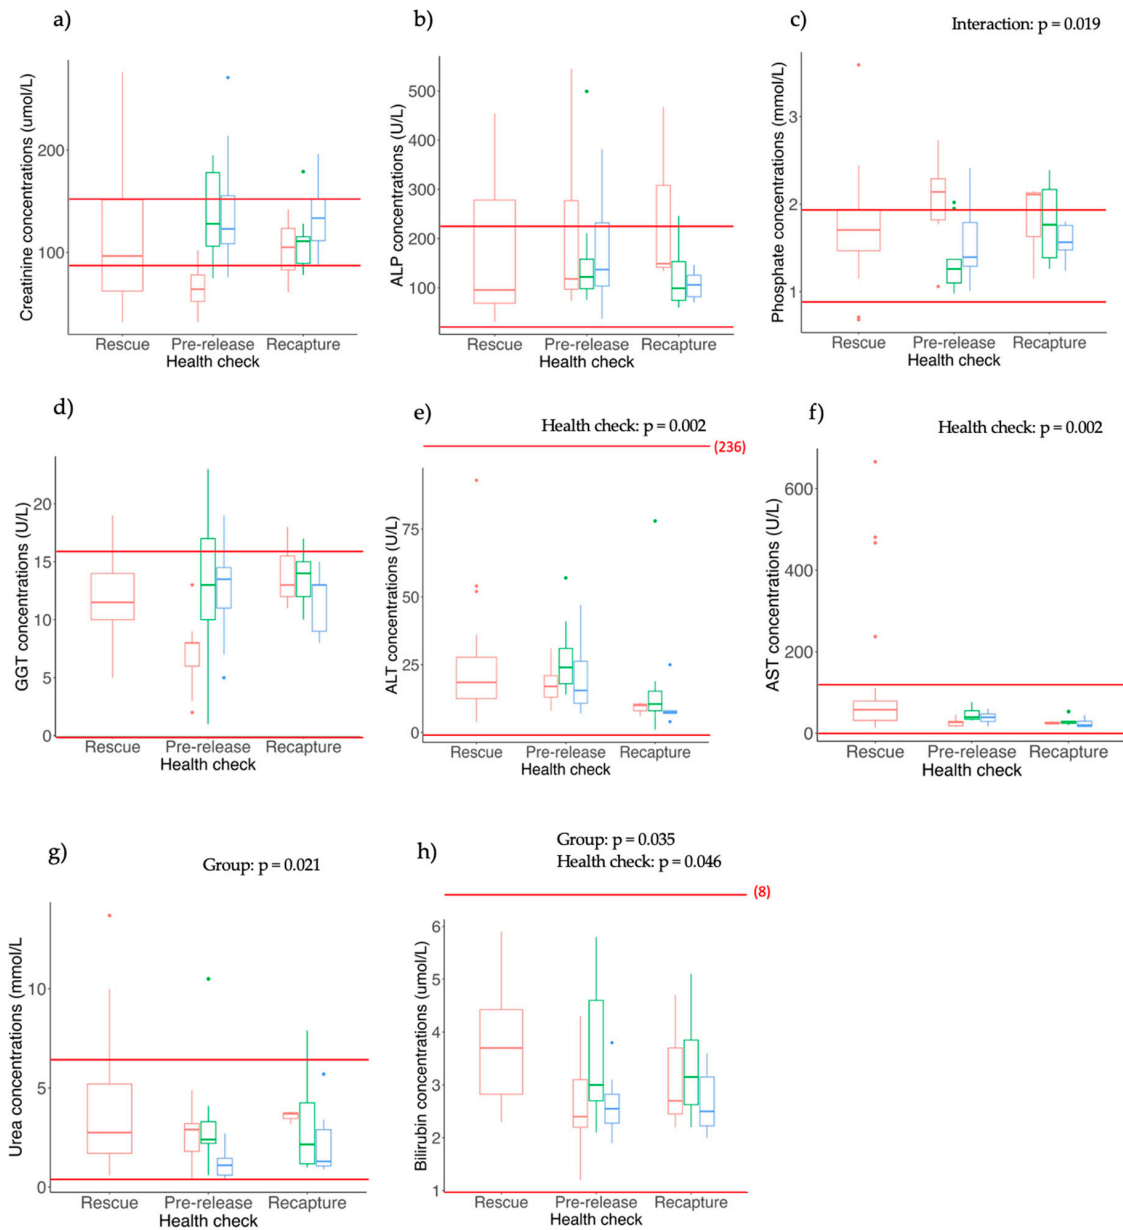 a)
Creatinine concentrations (umol/L)
200
100
Rescue Pre-release Recapture
Health check
b)
ALP concentrations (U/L)
500
400
300
200
100
Rescue Pre-release Recapture
Health check
c)
Interaction: p = 0.019
Phosphate concentrations (mmol/L)
3
2
1
Rescue Pre-release Recapture
Health check
d)
GGT concentrations (U/L)
20
15
10
5
0
Rescue Pre-release Recapture
Health check
e)
Health check: p = 0.002
(236)
ALT concentrations (U/L)
75
50
25
0
Rescue Pre-release Recapture
Health check
f)
Health check: p = 0.002
AST concentrations (U/L)
600
400
200
0
Rescue Pre-release Recapture
Health check
g)
Group: p = 0.021
Urea concentrations (mmol/L
10
5
0
Rescue Pre-release Recapture
Health check
h)
Group: p = 0.035
Health check: p = 0.046
(8)
Bilirubin concentrations (umol/L)
6
5
4
3
2
1
Rescue Pre-release Recapture
Health check